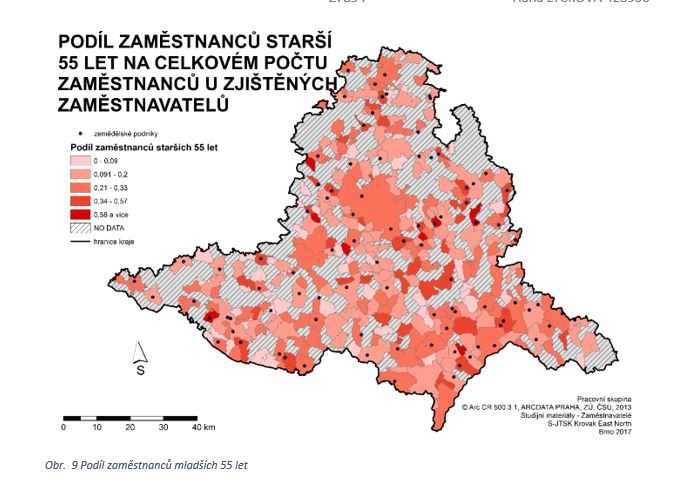 PODÍL ZAMĚSTNANCŮ STARŠÍ
55 LET NA CELKOVÉM POČTU
ZAMĚSTNANCŮ U ZJIŠTĚNÝCH
ZAMĚSTNAVATELŮ
zemědělské podniky
Podíl zaměstnanců starších 55 let
0 - 0,09
0,091 - 0,2
0,21 - 0,33
0,34 - 0,57
0,58 a více
NO DATA
hranice kraje
S
0 10 20 40 km
Pracovní skupina
© Arc CR 500 3.1, ARCDATA PRAHA, ZÚ, ČSÚ, 2013
Studijní materiály - Zaměstnavatelé
S-JTSK Krovak East North
Brno 2017
Obr. 9 Podíl zaměstnanců mladších 55 let